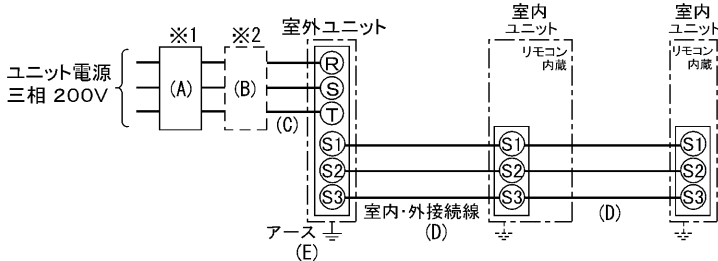 ※1
※2
室外ユニット
室内
ユニット
室内
ユニット
リモコン
内蔵
リモコン
内蔵
ユニット電源
三相 200V
(A)
(B)
(C)
R
S
T
S1
S2
S3
S1
S2
S3
S1
S2
S3
室内・外接続線
(D)
(D)
アース
(E)